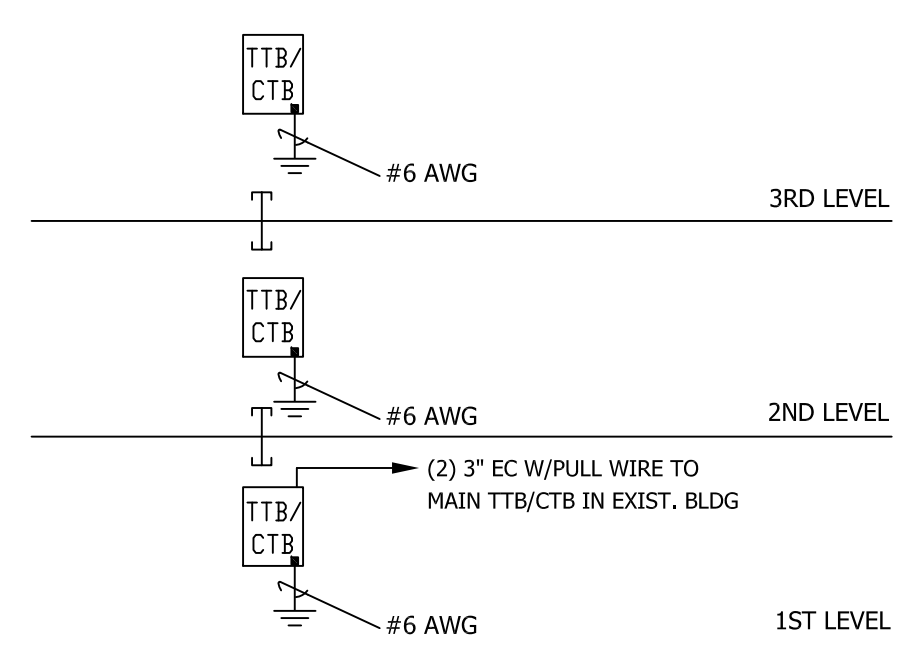 TTB/
CTB
#6 AWG
3RD LEVEL
TTB/
CTB
#6 AWG
2ND LEVEL
(2) 3" EC W/PULL WIRE TO
MAIN TTB/CTB IN EXIST. BLDG
TTB/
CTB
#6 AWG
1ST LEVEL